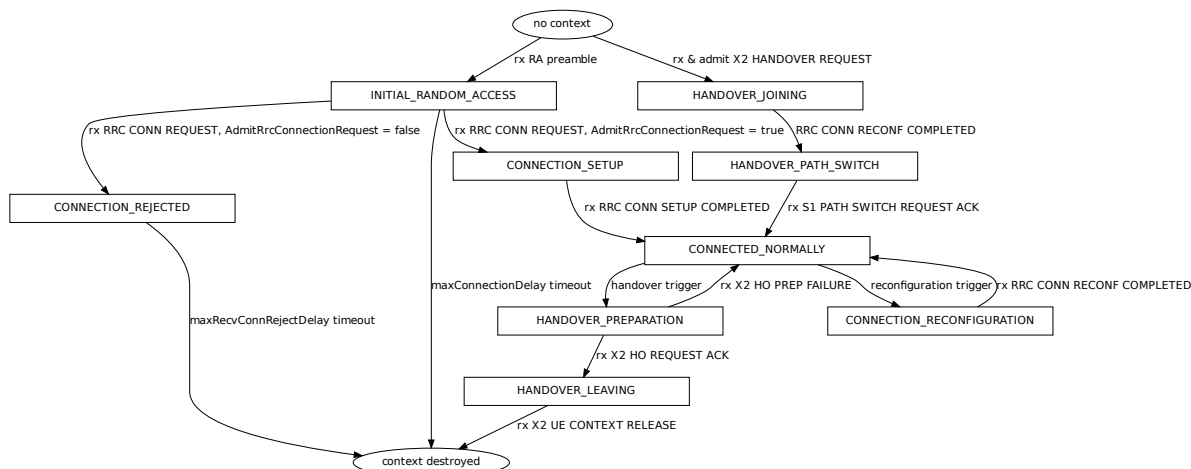 no context
rx RA preamble
rx & admit X2 HANDOVER REQUEST
INITIAL_RANDOM_ACCESS
HANDOVER_JOINING
rx RRC CONN REQUEST, AdmitRrcConnectionRequest = false
rx RRC CONN REQUEST, AdmitRrcConnectionRequest = true
RRC CONN RECONF COMPLETED
CONNECTION_SETUP
HANDOVER_PATH_SWITCH
CONNECTION_REJECTED
rx RRC CONN SETUP COMPLETED
rx S1 PATH SWITCH REQUEST ACK
CONNECTED_NORMALLY
maxConnectionDelay timeout
handover trigger
rx X2 HO PREP FAILURE
reconfiguration trigger
rx RRC CONN RECONF COMPLETED
maxRecvConnRejectDelay timeout
HANDOVER_PREPARATION
CONNECTION_RECONFIGURATION
rx X2 HO REQUEST ACK
HANDOVER_LEAVING
rx X2 UE CONTEXT RELEASE
context destroyed